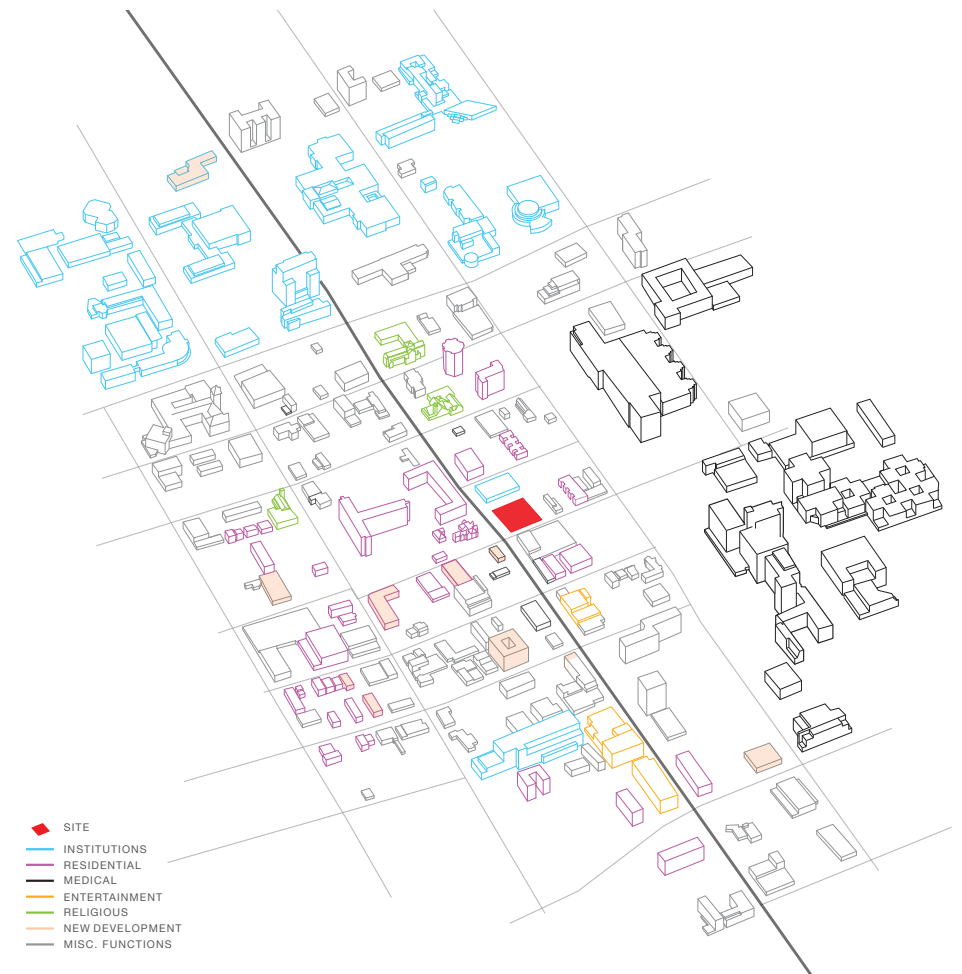 SITE
INSTITUTIONS
RESIDENTIAL
MEDICAL
ENTERTAINMENT
RELIGIOUS
NEW DEVELOPMENT
MISC. FUNCTIONS